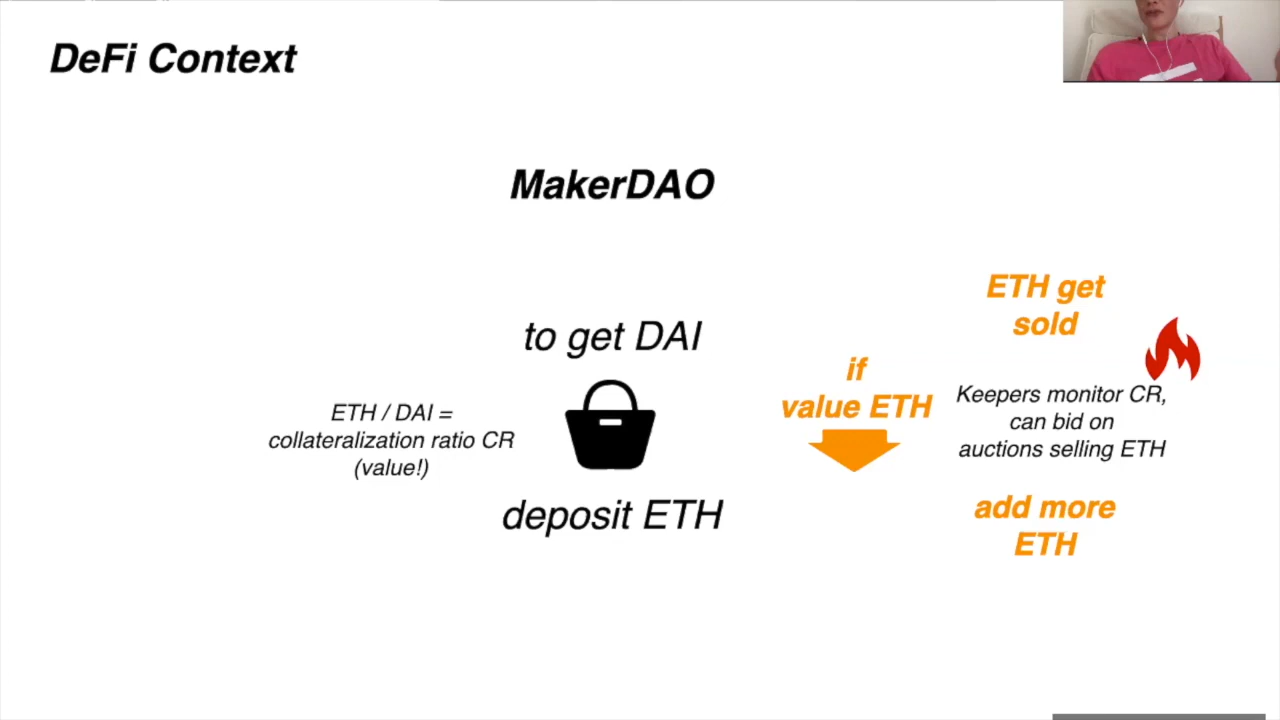 DeFi Context
MakerDAO
to get DAI
ETH / DAI =
collateralization ratio CR
(value!)
deposit ETH
if
value ETH
ETH get
sold
Keepers monitor CR,
can bid on
auctions selling ETH
add more
ETH